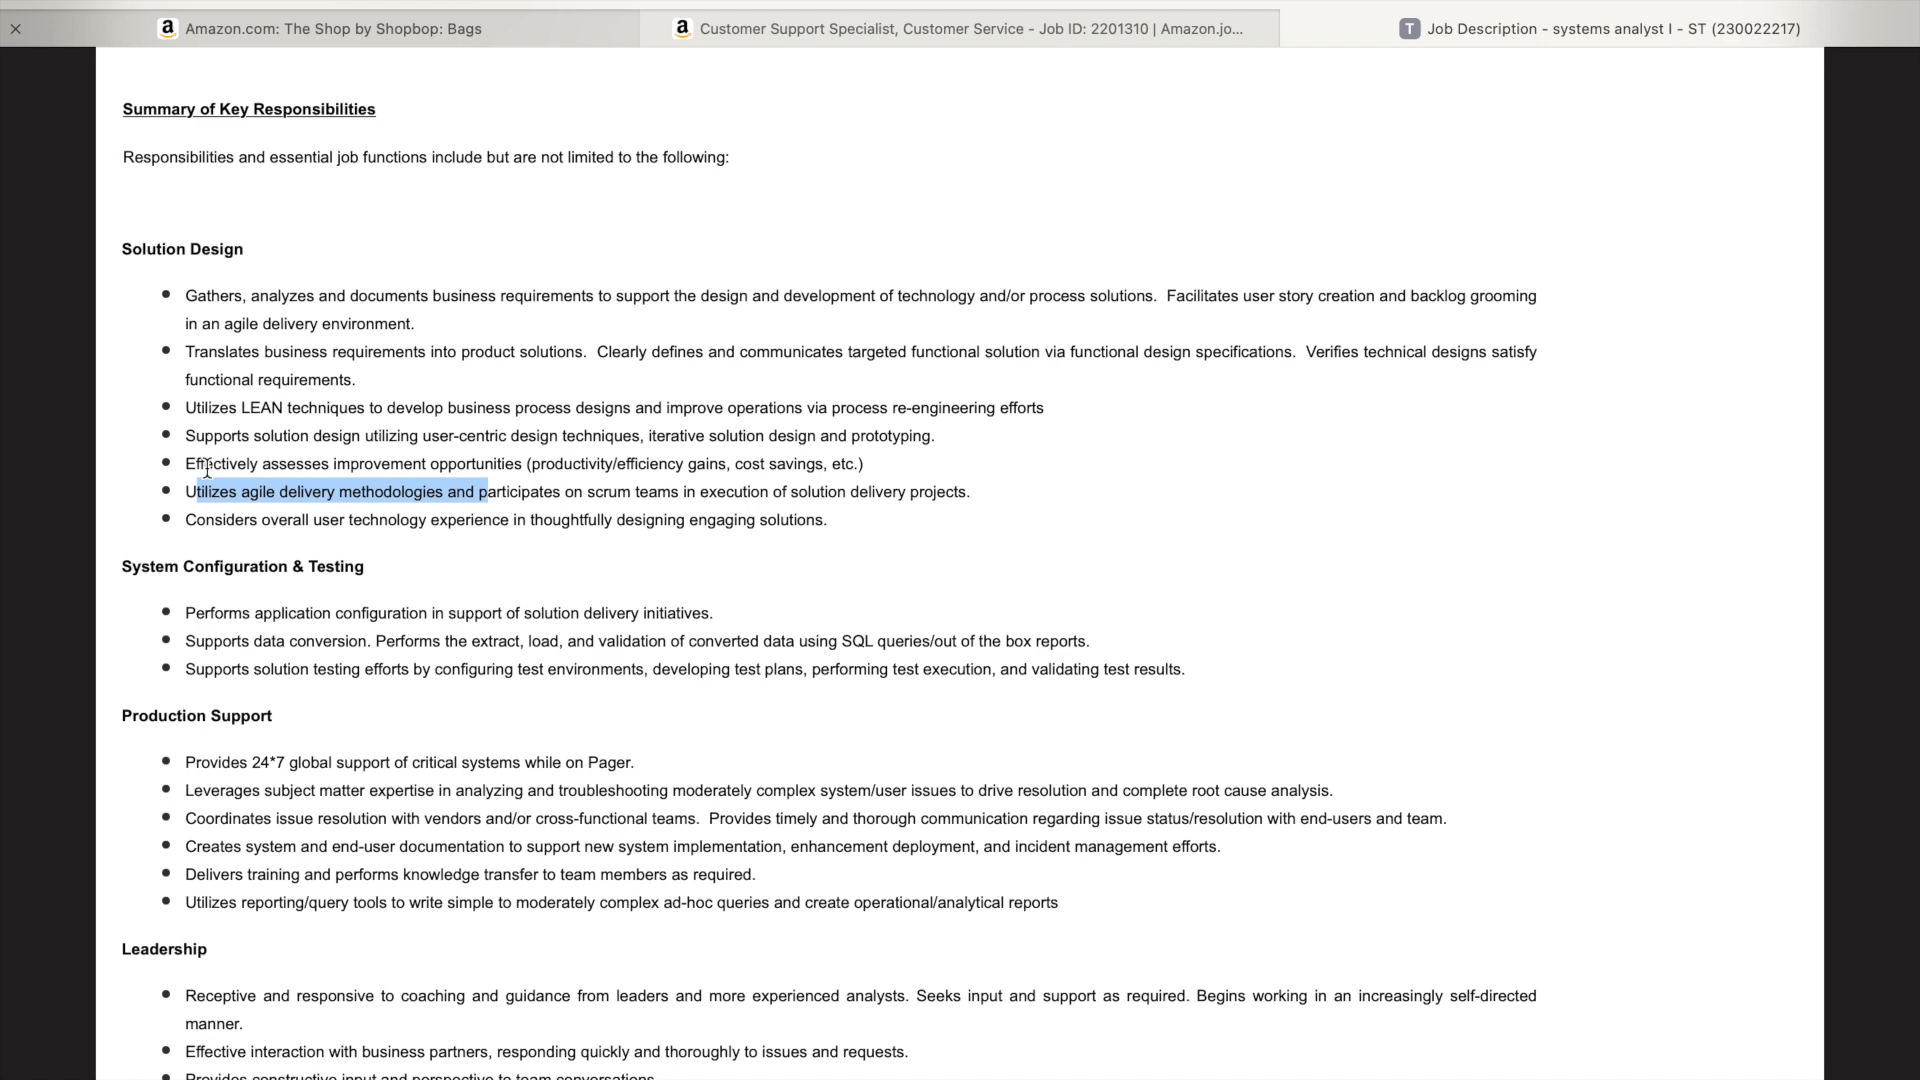 Amazon.com: The Shop by Shopbop: Bags
Customer Support Specialist, Customer Service - Job ID: 2201310 | Amazon.jo...
T Job Description - systems analyst I - ST (230022217)
Summary of Key Responsibilities
Responsibilities and essential job functions include but are not limited to the following:
Solution Design
Gathers, analyzes and documents business requirements to support the design and development of technology and/or process solutions.  Facilitates user story creation and backlog grooming
in an agile delivery environment.
Translates business requirements into product solutions.  Clearly defines and communicates targeted functional solution via functional design specifications.  Verifies technical designs satisfy
functional requirements.
Utilizes LEAN techniques to develop business process designs and improve operations via process re-engineering efforts
Supports solution design utilizing user-centric design techniques, iterative solution design and prototyping.
Effectively assesses improvement opportunities (productivity/efficiency gains, cost savings, etc.)
Utilizes agile delivery methodologies and participates on scrum teams in execution of solution delivery projects.
Considers overall user technology experience in thoughtfully designing engaging solutions.
System Configuration & Testing
Performs application configuration in support of solution delivery initiatives.
Supports data conversion. Performs the extract, load, and validation of converted data using SQL queries/out of the box reports.
Supports solution testing efforts by configuring test environments, developing test plans, performing test execution, and validating test results.
Production Support
Provides 24*7 global support of critical systems while on Pager.
Leverages subject matter expertise in analyzing and troubleshooting moderately complex system/user issues to drive resolution and complete root cause analysis.
Coordinates issue resolution with vendors and/or cross-functional teams.  Provides timely and thorough communication regarding issue status/resolution with end-users and team.
Creates system and end-user documentation to support new system implementation, enhancement deployment, and incident management efforts.
Delivers training and performs knowledge transfer to team members as required.
Utilizes reporting/query tools to write simple to moderately complex ad-hoc queries and create operational/analytical reports
Leadership
Receptive and responsive to coaching and guidance from leaders and more experienced analysts. Seeks input and support as required. Begins working in an increasingly self-directed
manner.
Effective interaction with business partners, responding quickly and thoroughly to issues and requests.
Provides constructive input and perspective to team conversations.